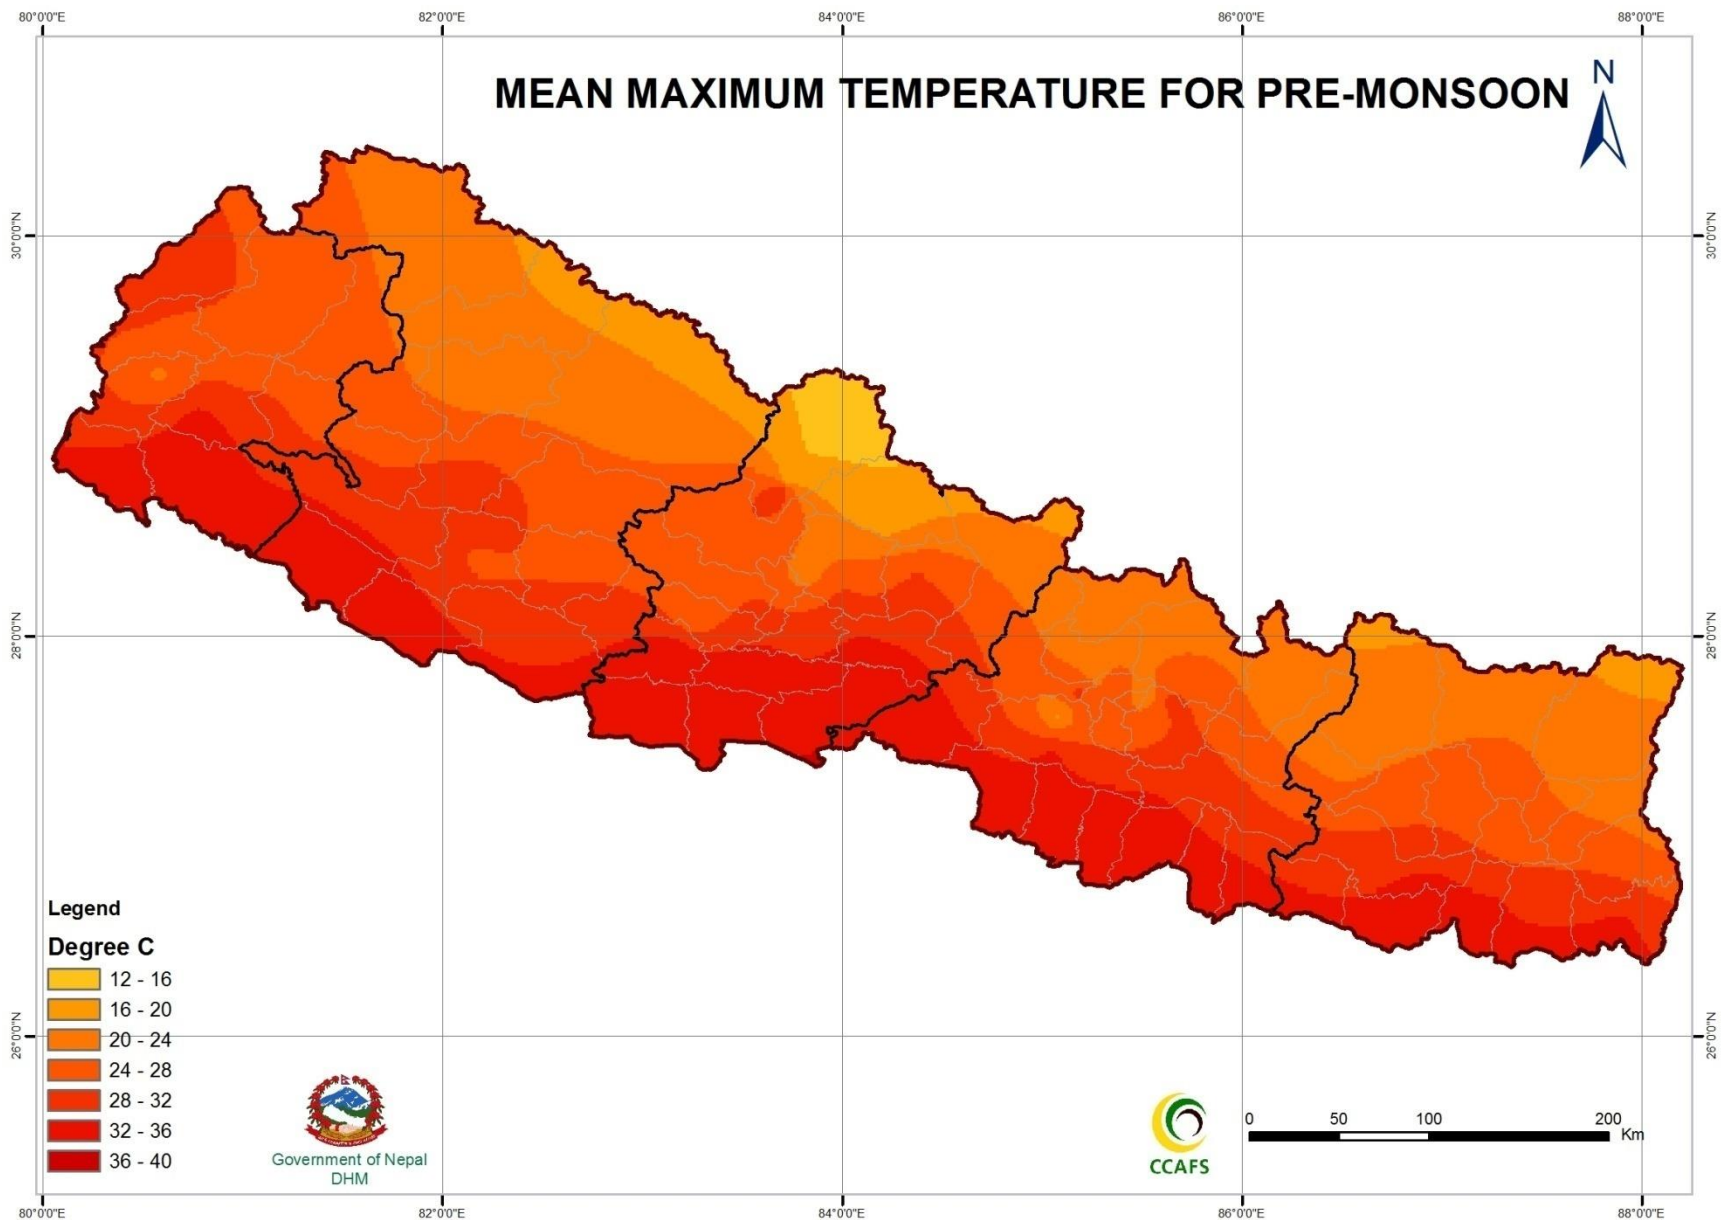 80°0'0"E 82°0'0"E 84°0'0"E 86°0'0"E 88°0'0"E
MEAN MAXIMUM TEMPERATURE FOR PRE-MONSOON
N
30°0'0"N 30°0'0"N
28°0'0"N 28°0'0"N
26°0'0"N 26°0'0"N
Legend
Degree C
12 - 16
16 - 20
20 - 24
24 - 28
28 - 32
32 - 36
36 - 40
Government of Nepal
DHM
CCAFS
0 50 100 200
Km
80°0'0"E 82°0'0"E 84°0'0"E 86°0'0"E 88°0'0"E